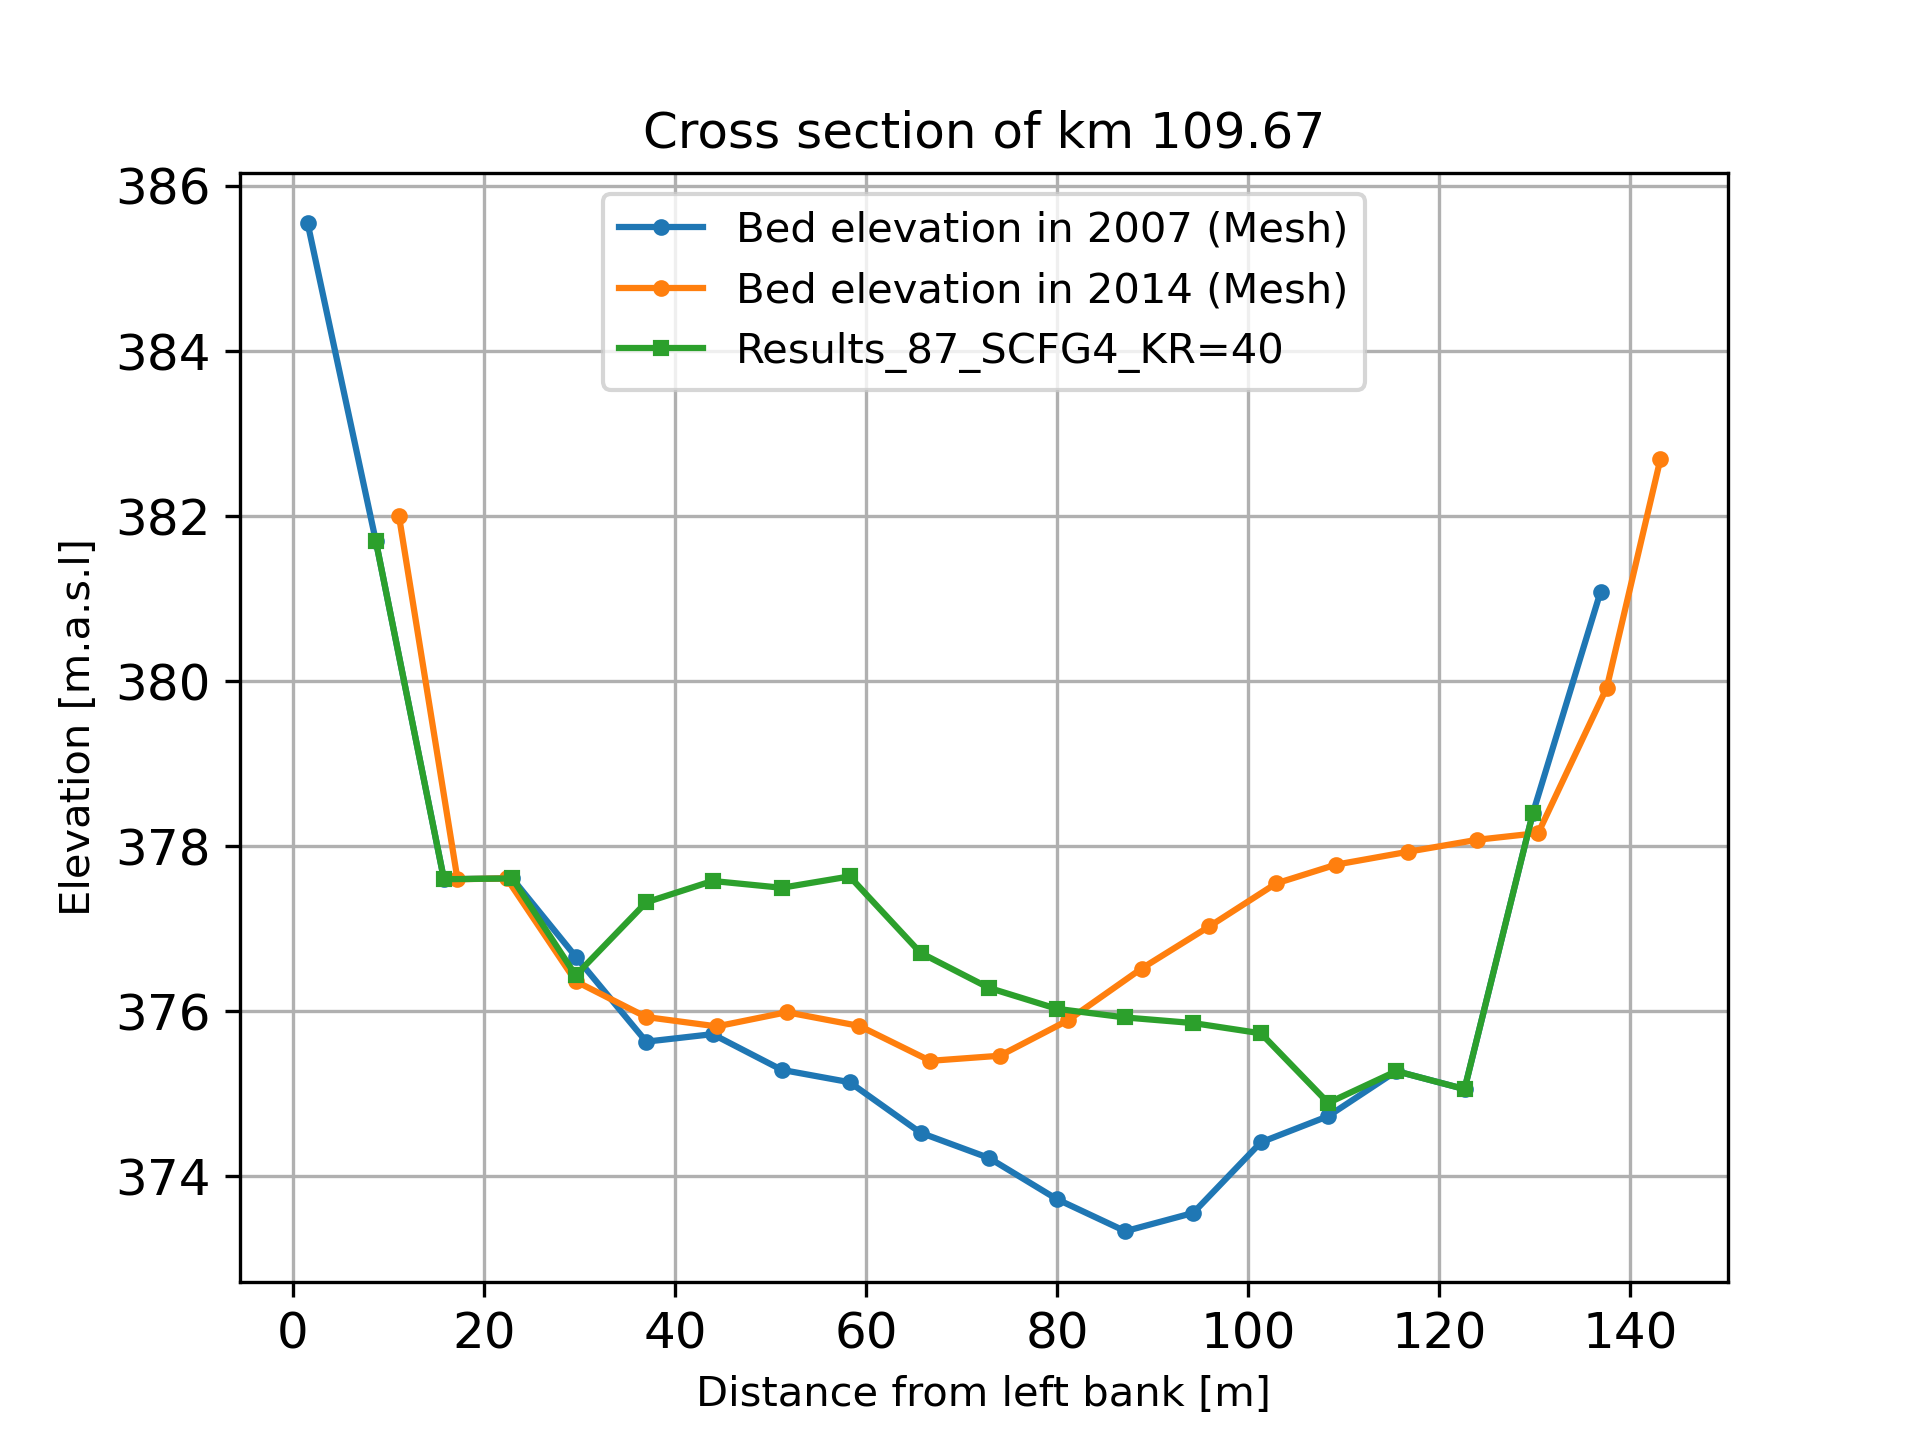 Cross section of km 109.67
Bed elevation in 2007 (Mesh)
Bed elevation in 2014 (Mesh)
Results_87_SCFG4_KR=40
Elevation [m.a.s.l]
386
384
382
380
378
376
374
0 20 40 60 80 100 120 140
Distance from left bank [m]